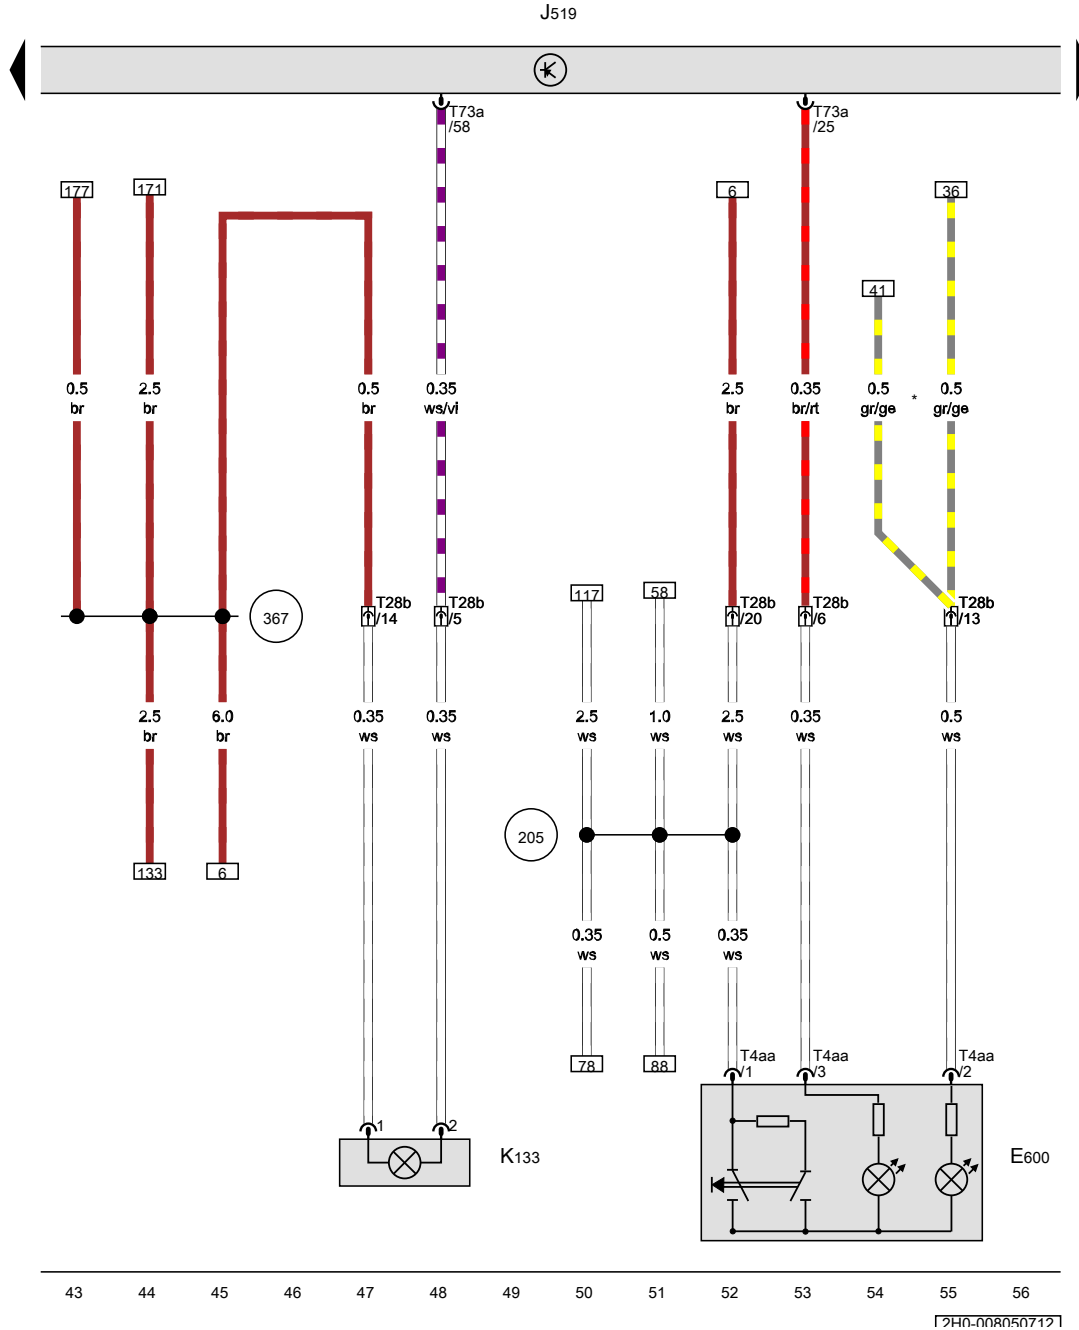 J519
T73a
/58
T73a
/25
177
171
6
36
41
0.5
br
2.5
br
0.5
br
0.35
ws/vi
2.5
br
0.35
br/rt
0.5
gr/ge
*
0.5
gr/ge
117
58
367
T28b
/14
T28b
/5
T28b
/20
T28b
/6
T28b
/13
2.5
br
6.0
br
0.35
ws
0.35
ws
2.5
ws
1.0
ws
2.5
ws
0.35
ws
0.5
ws
205
133
6
0.35
ws
0.5
ws
0.35
ws
78
88
T4aa
/1
T4aa
/3
T4aa
/2
1
2
K133
E600
43 44 45 46 47 48 49 50 51 52 53 54 55 56
2H0-008050712